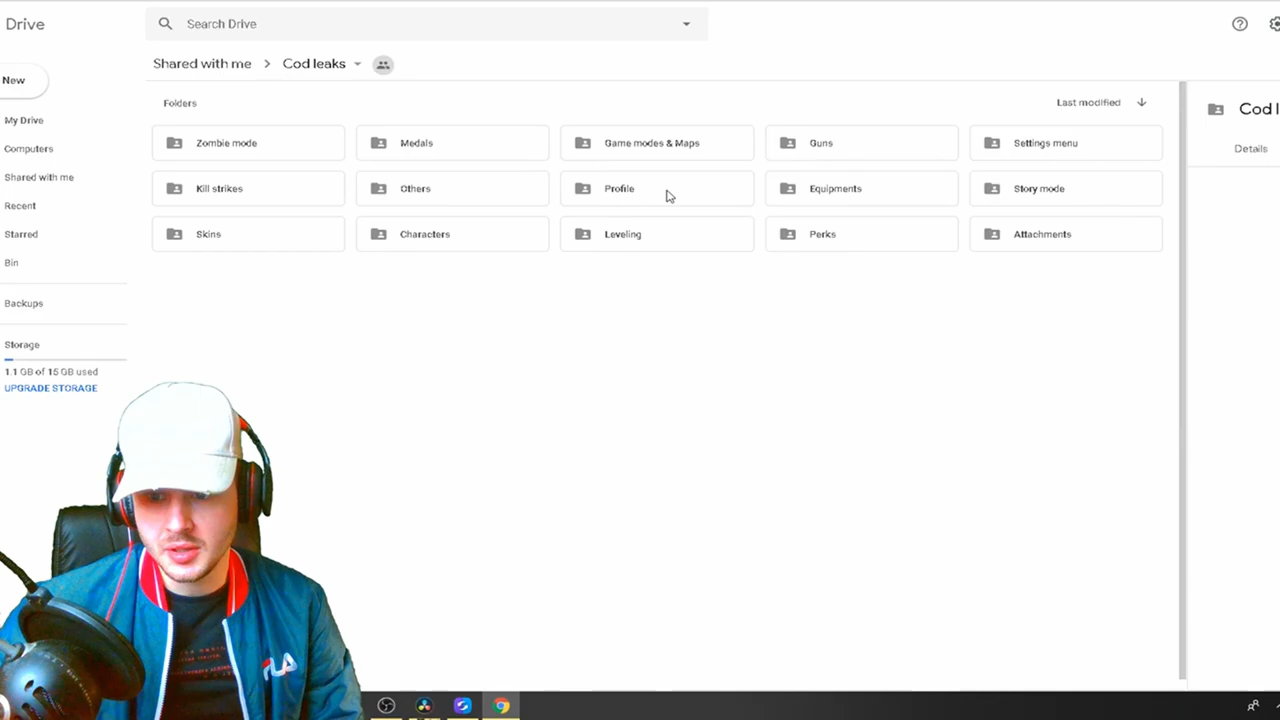 Drive
Search Drive
Shared with me > Cod leaks
New
Folders
Last modified
My Drive
Computers
Shared with me
Recent
Starred
Bin
Backups
Storage
1.1 GB of 15 GB used
UPGRADE STORAGE
Zombie mode
Medals
Game modes & Maps
Guns
Settings menu
Kill strikes
Others
Profile
Equipments
Story mode
Skins
Characters
Leveling
Perks
Attachments
Cod l
Details
FILA